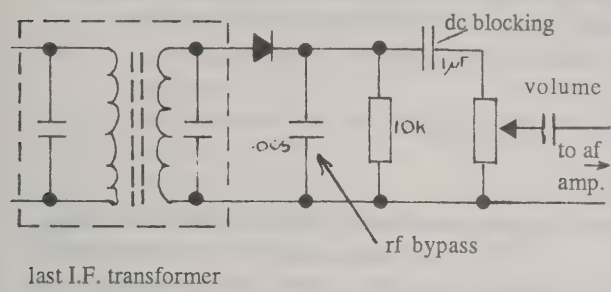 dc blocking
1µF
volume
.005
10k
to af
amp.
rf bypass
last I.F. transformer